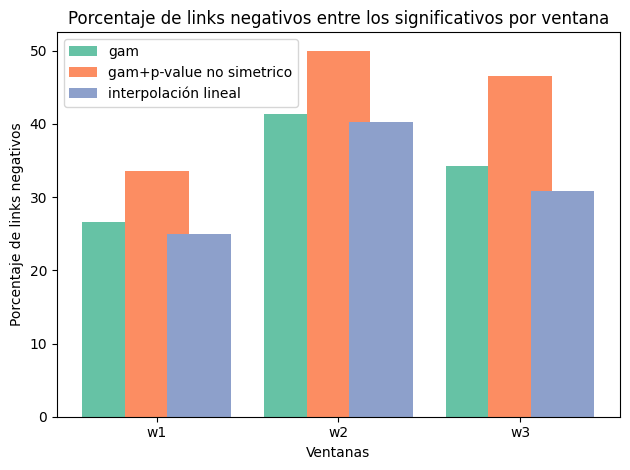 Porcentaje de links negativos entre los significativos por ventana
gam
gam+p-value no simetrico
interpolación lineal
Porcentaje de links negativos
50
40
30
20
10
0
w1 w2 w3
Ventanas